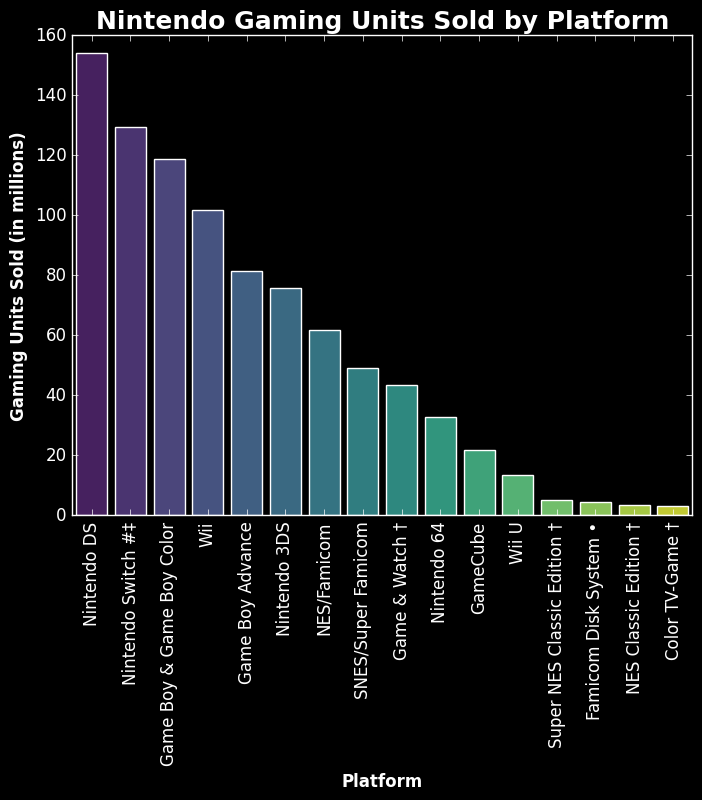 Nintendo Gaming Units Sold by Platform
Gaming Units Sold (in millions)
160
140
120
100
80
60
40
20
0
Nintendo DS
Nintendo Switch #‡
Game Boy & Game Boy Color
Wii
Game Boy Advance
Nintendo 3DS
NES/Famicom
SNES/Super Famicom
Game & Watch †
Nintendo 64
GameCube
Wii U
Super NES Classic Edition †
Famicom Disk System •
NES Classic Edition †
Color TV-Game †
Platform